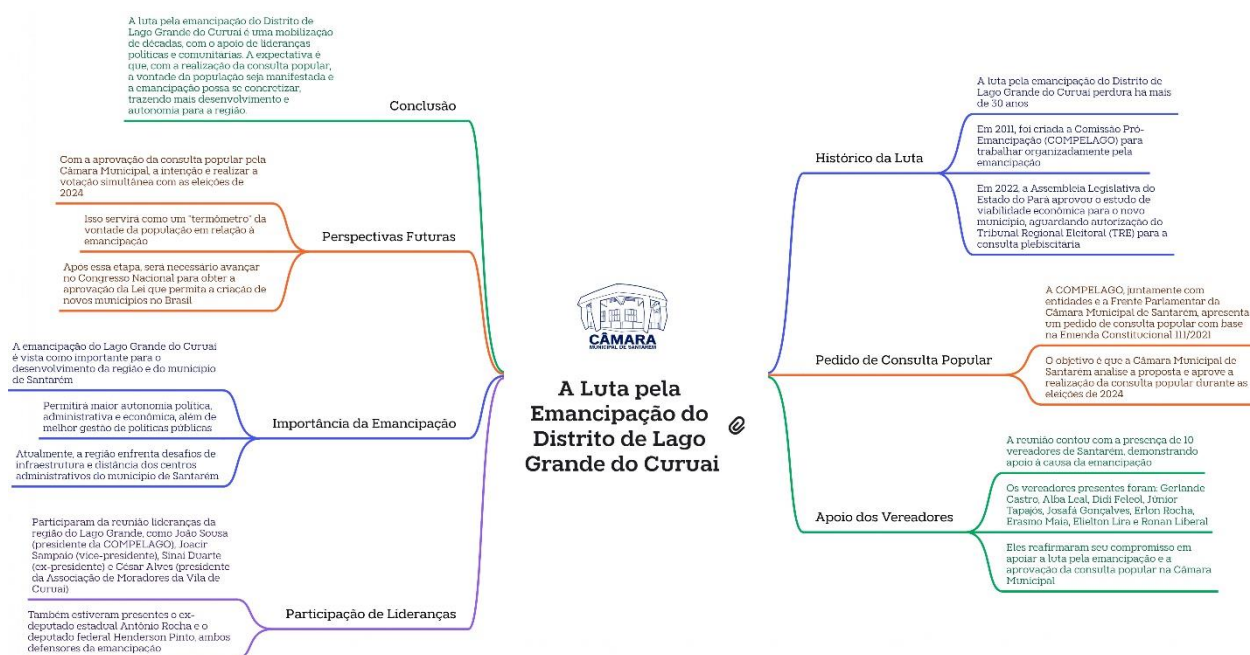 A Luta pela
Emancipação do
Distrito de Lago
Grande do Curuai
CÂMARA
MUNICIPAL DE SANTARÉM
Histórico da Luta
A luta pela emancipação do Distrito de
Lago Grande do Curuai perdura há mais
de 30 anos
Em 2011, foi criada a Comissão Pró-
Emancipação (COMPELAGO) para
trabalhar organizadamente pela
emancipação
Em 2022, a Assembleia Legislativa do
Estado do Pará aprovou o estudo de
viabilidade econômica para o novo
município, aguardando autorização do
Tribunal Regional Eleitoral (TRE) para a
consulta plebiscitária
Pedido de Consulta Popular
A COMPELAGO, juntamente com
entidades e a Frente Parlamentar da
Câmara Municipal de Santarém, apresenta
um pedido de consulta popular com base
na Emenda Constitucional 111/2021
O objetivo é que a Câmara Municipal de
Santarém analise a proposta e aprove a
realização da consulta popular durante as
eleições de 2024
Apoio dos Vereadores
A reunião contou com a presença de 10
vereadores de Santarém, demonstrando
apoio à causa da emancipação
Os vereadores presentes foram: Gerlande
Castro, Alba Leal, Didi Feleol, Júnior
Tapajós, Josafá Gonçalves, Erlon Rocha,
Erasmo Maia, Elielton Lira e Ronan Liberal
Eles reafirmaram seu compromisso em
apoiar a luta pela emancipação e a
aprovação da consulta popular na Câmara
Municipal
Participação de Lideranças
Participaram da reunião lideranças da
região do Lago Grande, como João Sousa
(presidente da COMPELAGO), Joacir
Sampaio (vice-presidente), Sinai Duarte
(ex-presidente) e César Alves (presidente
da Associação de Moradores da Vila de
Curuai)
Também estiveram presentes o ex-
deputado estadual Antônio Rocha e o
deputado federal Henderson Pinto, ambos
defensores da emancipação
Importância da Emancipação
A emancipação do Lago Grande do Curuai
é vista como importante para o
desenvolvimento da região e do município
de Santarém
Permitirá maior autonomia política,
administrativa e econômica, além de
melhor gestão de políticas públicas
Atualmente, a região enfrenta desafios de
infraestrutura e distância dos centros
administrativos do município de Santarém
Perspectivas Futuras
Com a aprovação da consulta popular pela
Câmara Municipal, a intenção é realizar a
votação simultânea com as eleições de
2024
Isso servirá como um "termômetro" da
vontade da população em relação à
emancipação
Após essa etapa, será necessário avançar
no Congresso Nacional para obter a
aprovação da Lei que permita a criação de
novos municípios no Brasil
Conclusão
A luta pela emancipação do Distrito de
Lago Grande do Curuai é uma mobilização
de décadas, com o apoio de lideranças
políticas e comunitárias. A expectativa é
que, com a realização da consulta popular,
a vontade da população seja manifestada e
a emancipação possa se concretizar,
trazendo mais desenvolvimento e
autonomia para a região